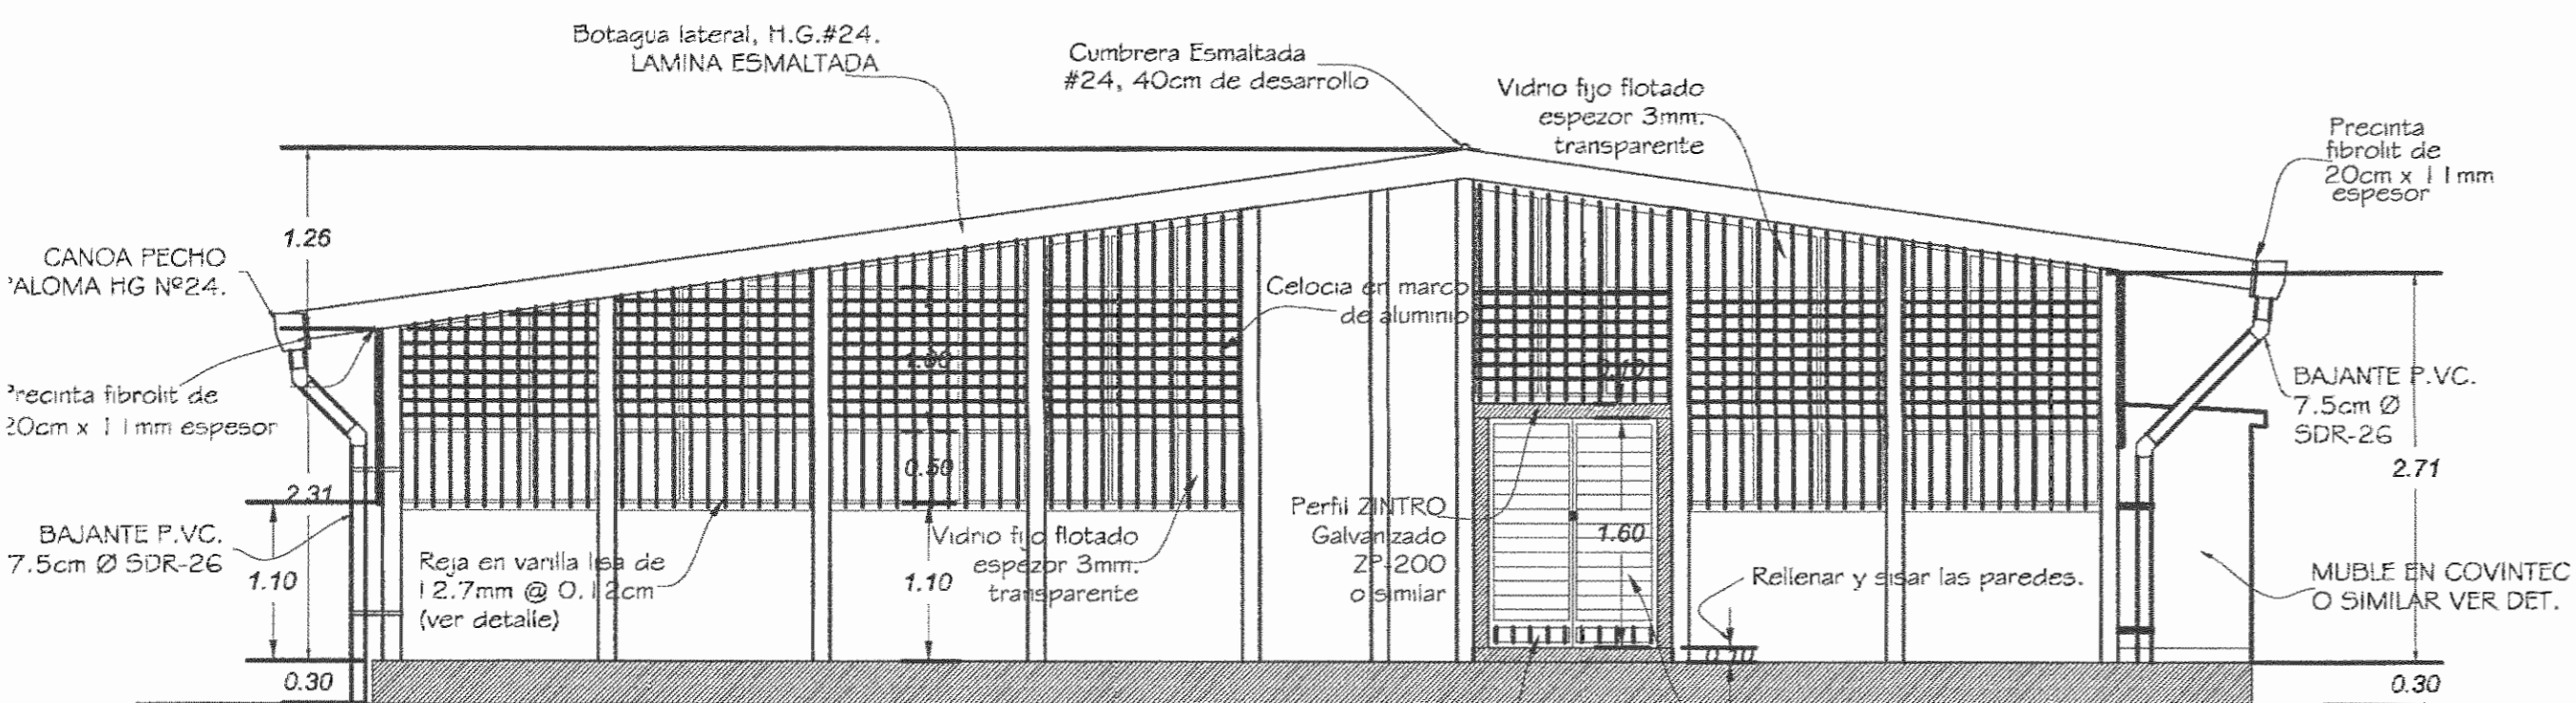 Botagua lateral, H.G.#24.
LAMINA ESMALTADA
Cumbrera Esmaltada
#24, 40cm de desarrollo
Vidrio fijo flotado
espezor 3mm.
transparente
Precinta
fibrolit de
20cm x 11mm
espesor
1.26
CANOA PECHO
PALOMA HG Nº24.
Celocia en marco
de aluminio
1.00
0.10
Precinta fibrolit de
20cm x 11mm espesor
BAJANTE P.VC.
7.5cm Ø
SDR-26
2.31
0.50
2.71
BAJANTE P.VC.
7.5cm Ø SDR-26
1.10
Reja en varilla lisa de
12.7mm @ 0.12cm
(ver detalle)
1.10
Vidrio fijo flotado
espezor 3mm.
transparente
Perfil ZINTRO
Galvanizado
ZP-200
o similar
1.60
Rellenar y sisar las paredes.
0.10
MUBLE EN COVINTEC
O SIMILAR VER DET.
0.30
0.30